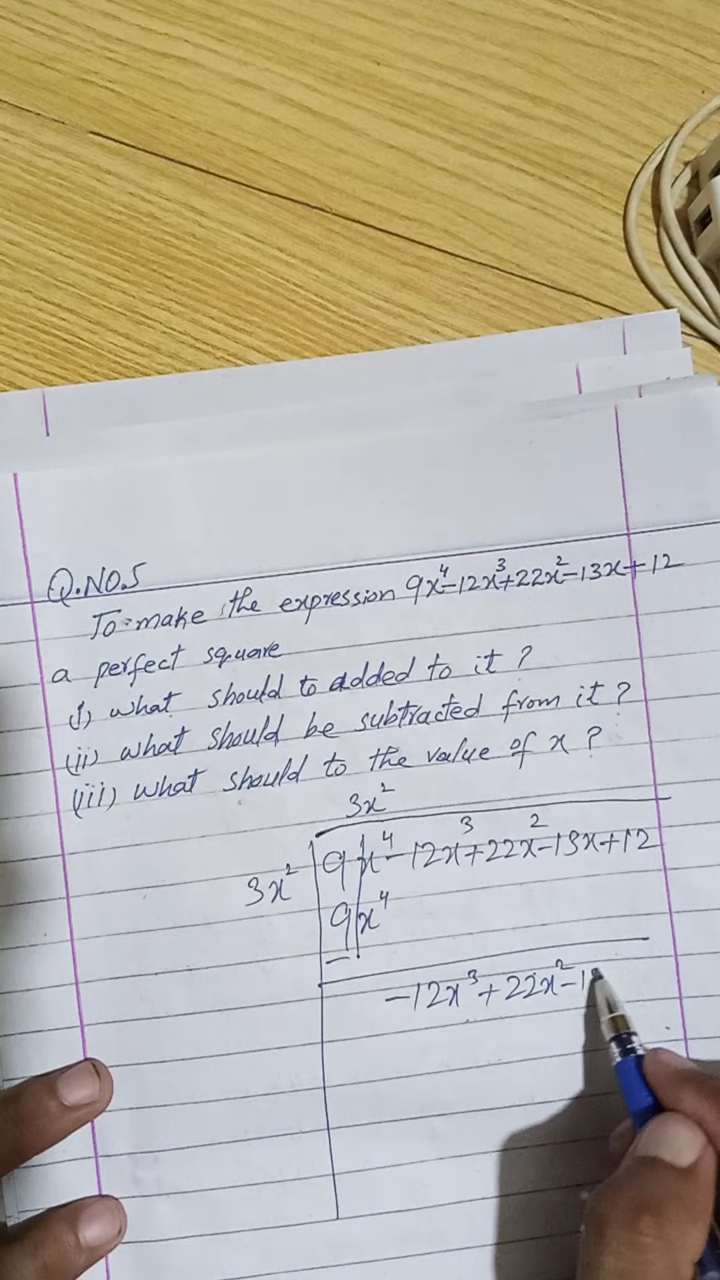 Q.NO.5
To make the expression 9x⁴-12x³+22x²-13x+12
a perfect square
(i) what should to added to it ?
(ii) what should be subtracted from it ?
(iii) what should to the value of x ?
3x²
3x² 9x⁴-12x³+22x²-13x+12
9x⁴
-
-12x³+22x²-1